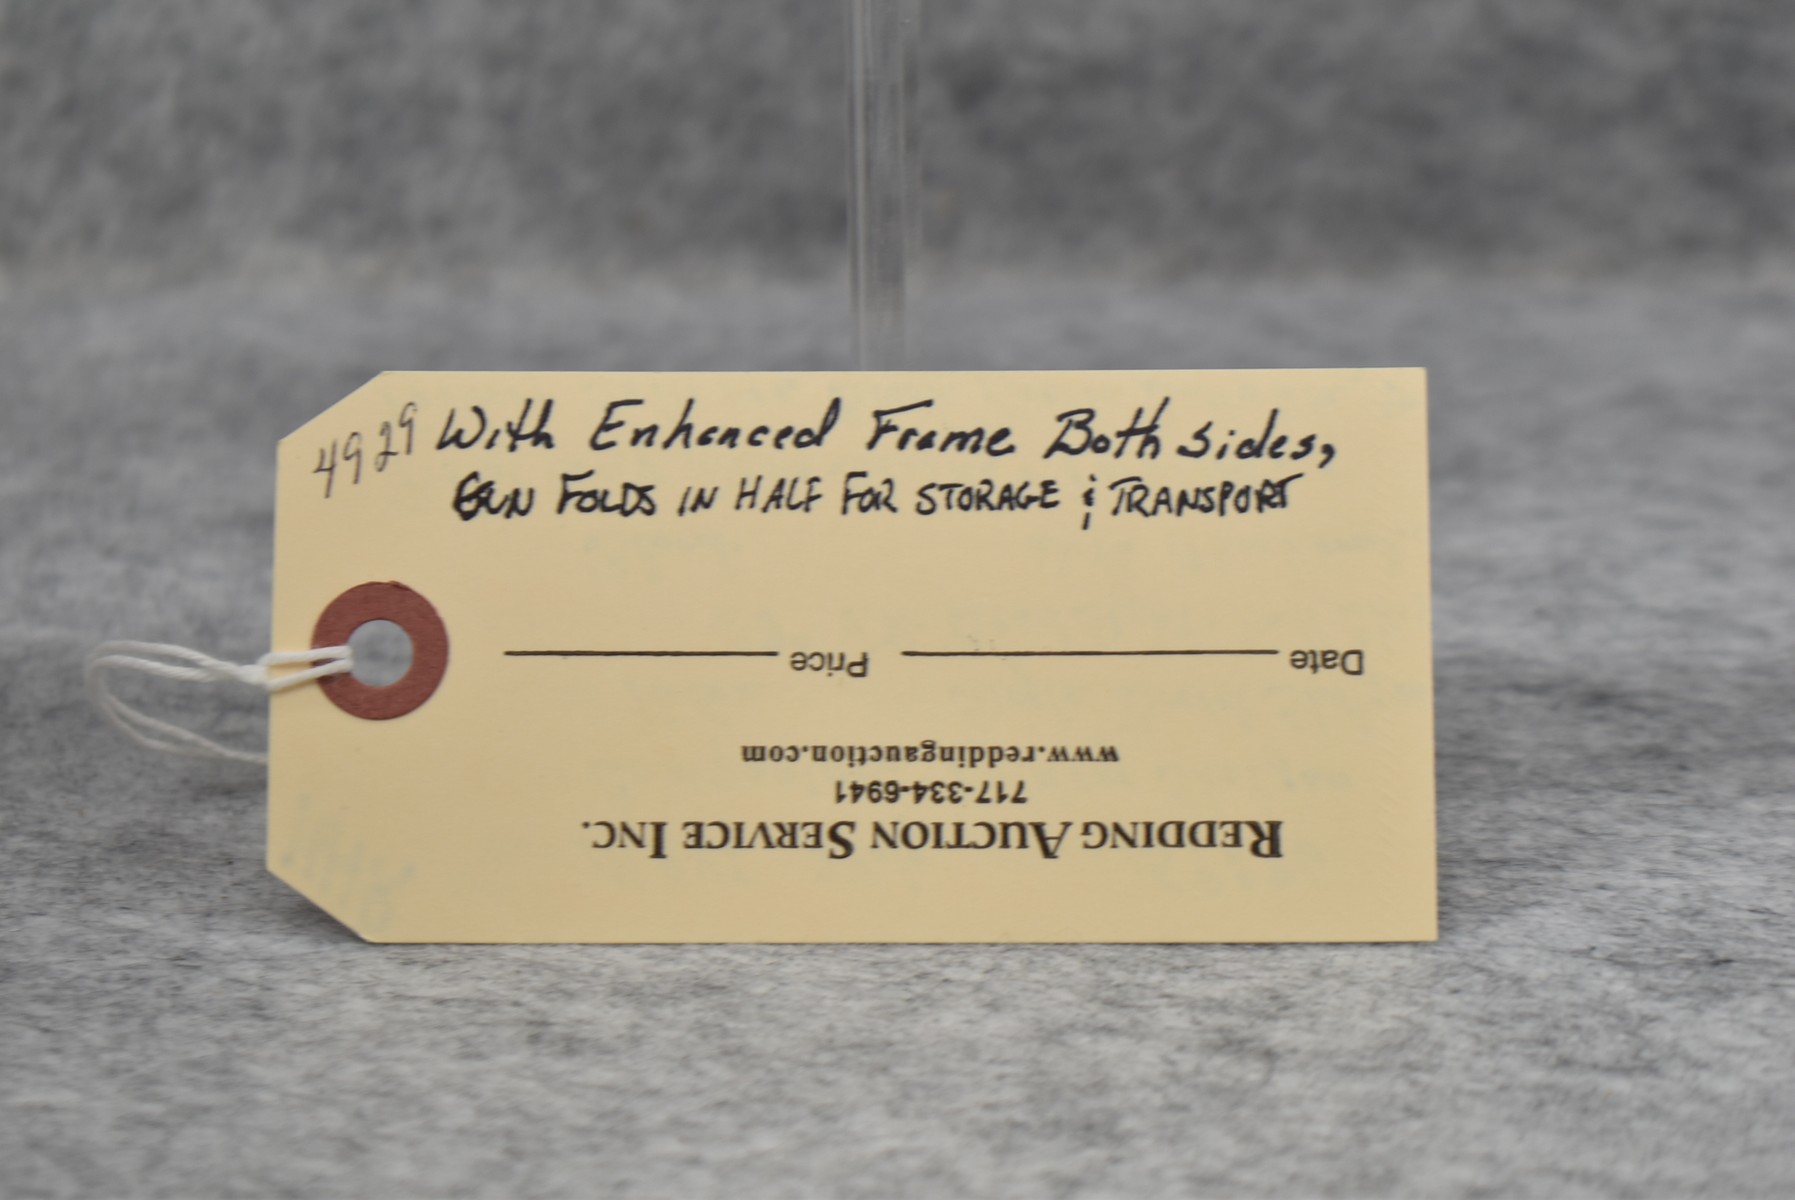 4929
With Enhanced Frame Both sides,
GUN FOLDS IN HALF FOR STORAGE & TRANSPORT
REDDING AUCTION SERVICE INC.
717-334-6941
www.reddingauction.com
Date Price